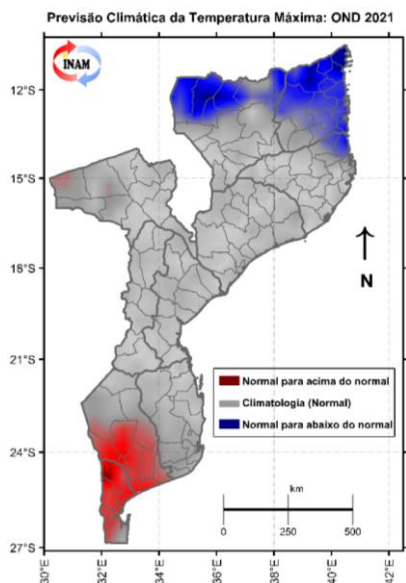 Previsão Climática da Temperatura Máxima: OND 2021
INAM
12°S
15°S
18°S
21°S
24°S
27°S
N
Normal para acima do normal
Climatologia (Normal)
Normal para abaixo do normal
km
0 250 500
30°E 32°E 34°E 36°E 38°E 40°E 42°E